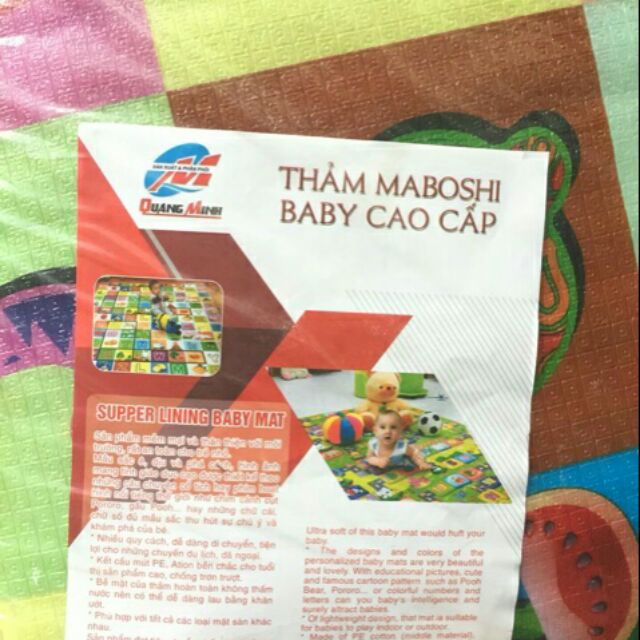 SẢN XUẤT & PHÂN PHỐI
QUANG MINH
THẢM MABOSHI
BABY CAO CẤP
SUPPER LINING BABY MAT
Sản phẩm mềm mại và thân thiện với môi
trường, rất an toàn cho bé nhỏ.
Pororo, gấu Pooh... hay những chữ cái,
chữ số đủ màu sắc thu hút sự chú ý và
khám phá của bé.
* Nhiều quy cách, dễ dàng di chuyển, tiện
lợi cho những chuyến du lịch, dã ngoại.
* Kết cấu mút PE, Ation bền chắc cho tuổi
thị sản phẩm cao, chống trơn trượt.
* Bề mặt của thảm hoàn toàn không thấm
nước nên có thể dễ dàng lau bằng khăn
ướt.
* Phù hợp với tất cả các loại mặt sàn khác
nhau.
Ultra soft of this baby mat would huft your
baby.
* The designs and colors of the
personalized baby mats are very beautiful
and lovely. With educational pictures, cute
and famous cartoon pattern such as Pooh
Bear, Pororo... or colorful numbers and
letters can you baby's intelligence and
surely attract babies.
* Of lightweight design, that mat is suitable
for babies to play indoor or outdoor.
* Made of PE cotton (middle material),